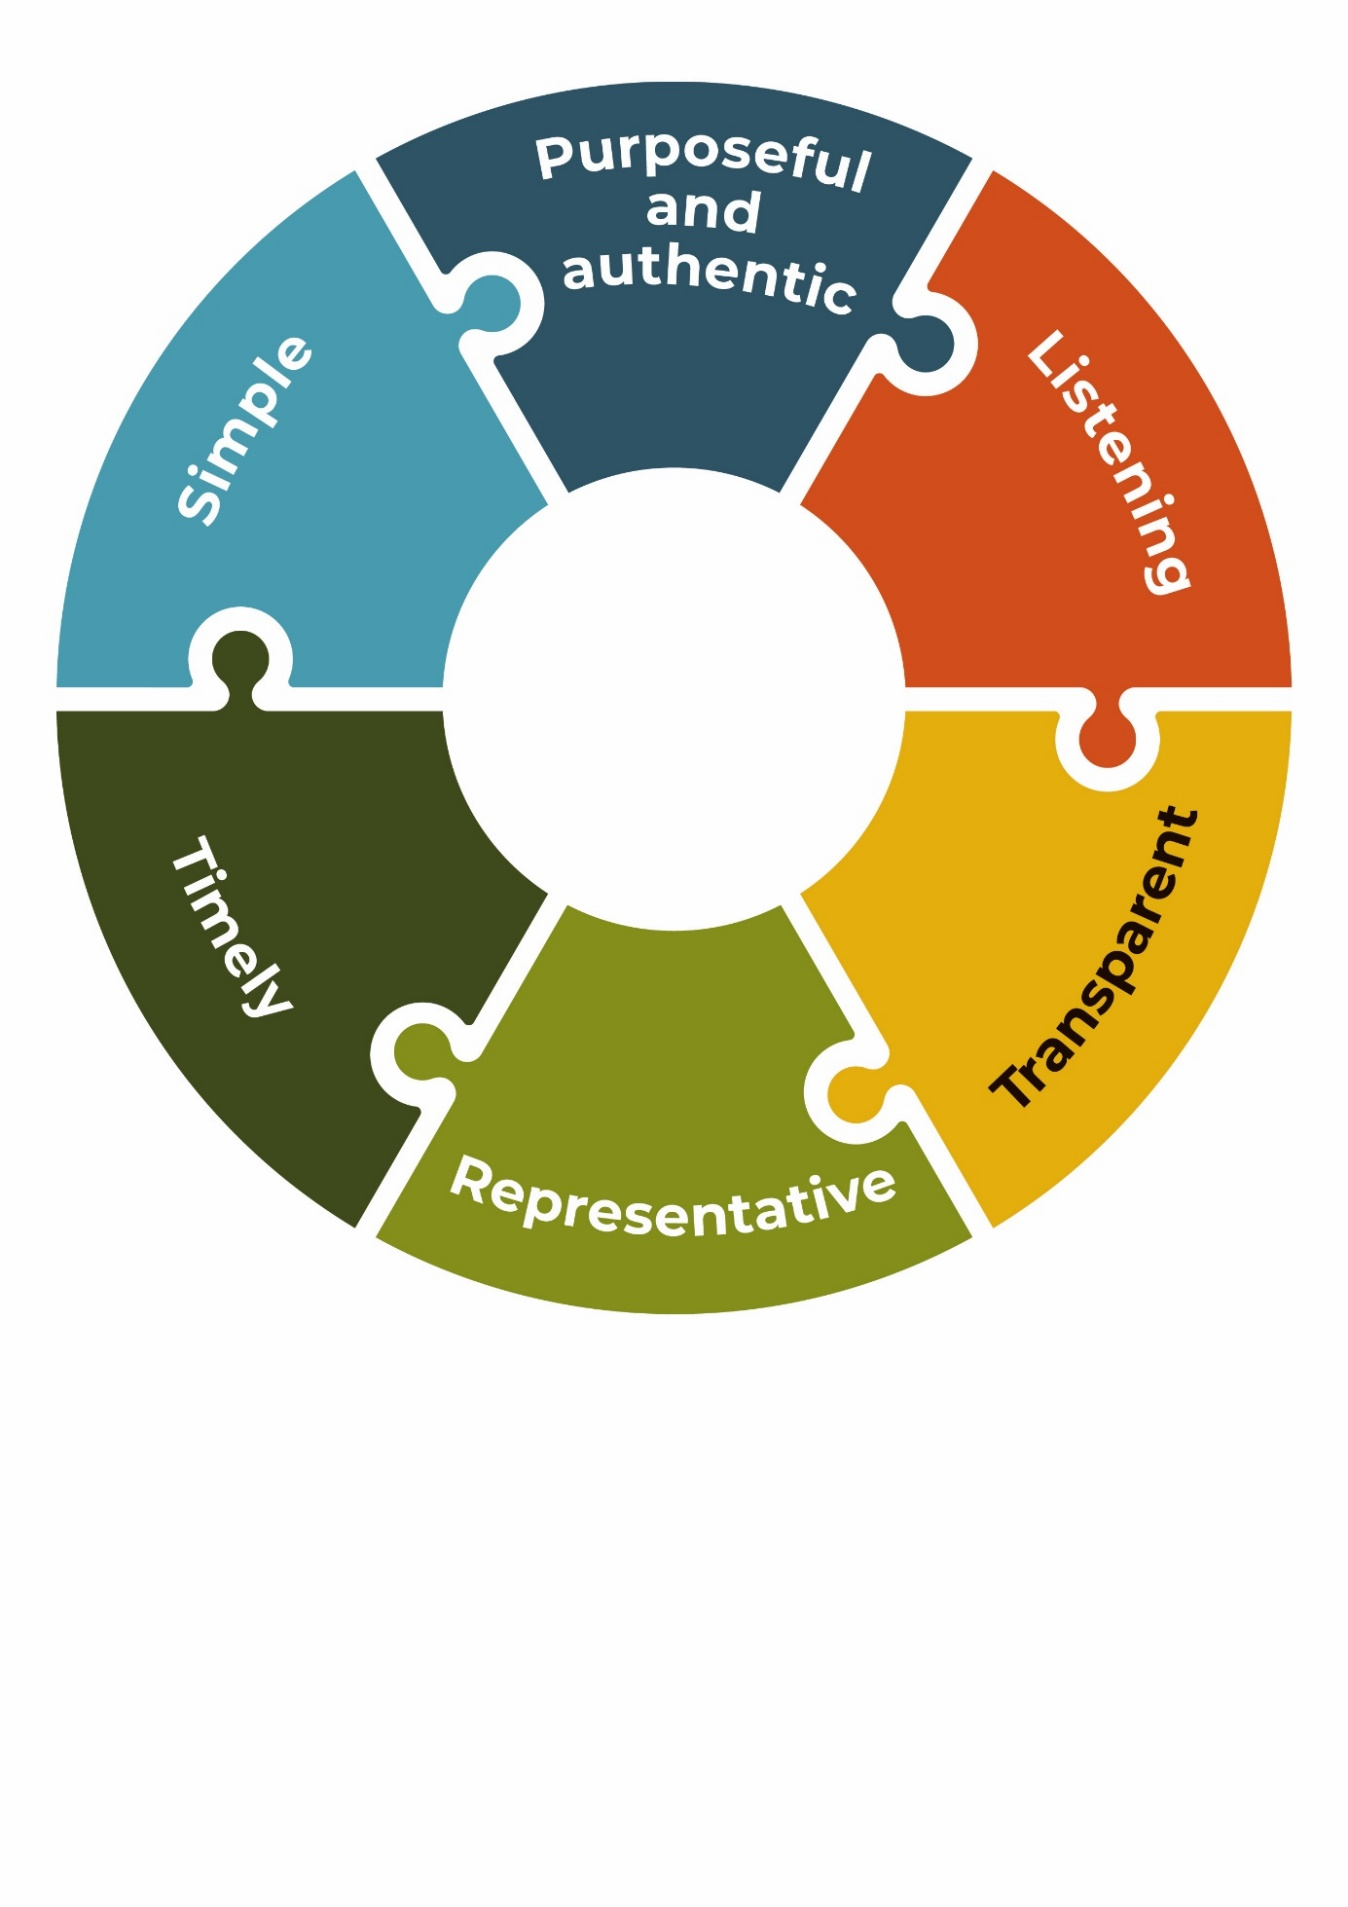 Purposeful
and
authentic
Listening
Transparent
Representative
Timely
Simple